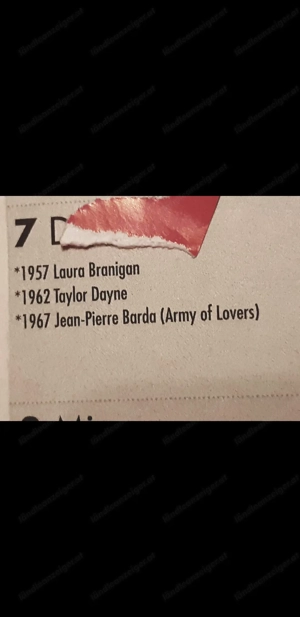 7 D
*1957 Laura Branigan
*1962 Taylor Dayne
*1967 Jean-Pierre Barda (Army of Lovers)